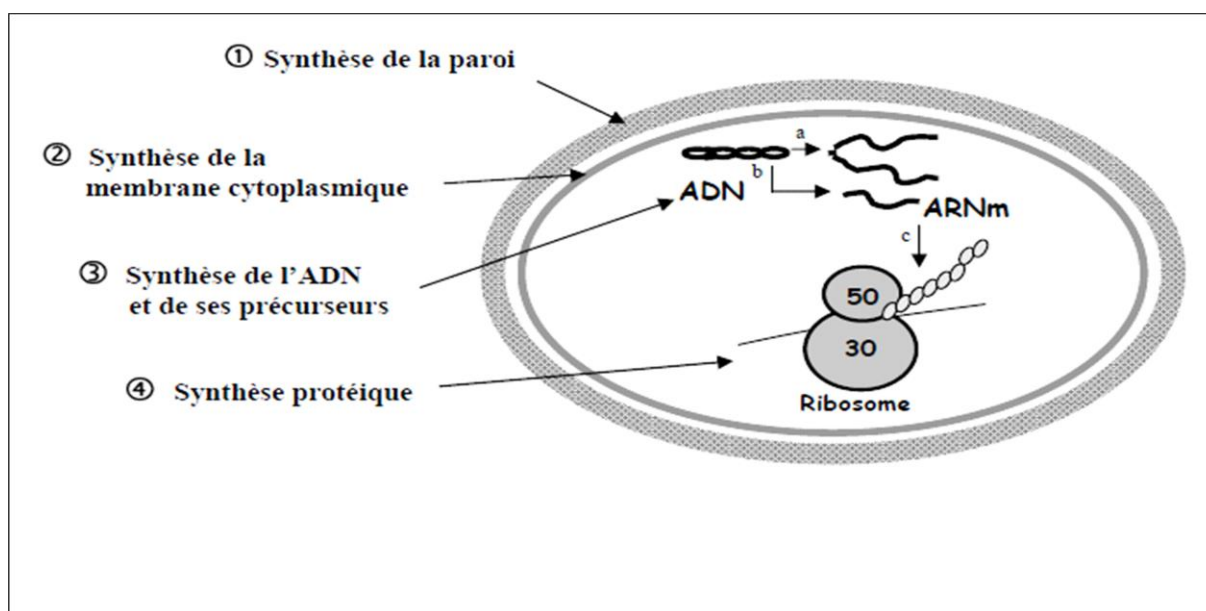 ① Synthèse de la paroi
② Synthèse de la
membrane cytoplasmique
③ Synthèse de l'ADN
et de ses précurseurs
④ Synthèse protéique
a
b
ADN
ARNm
c
50
30
Ribosome